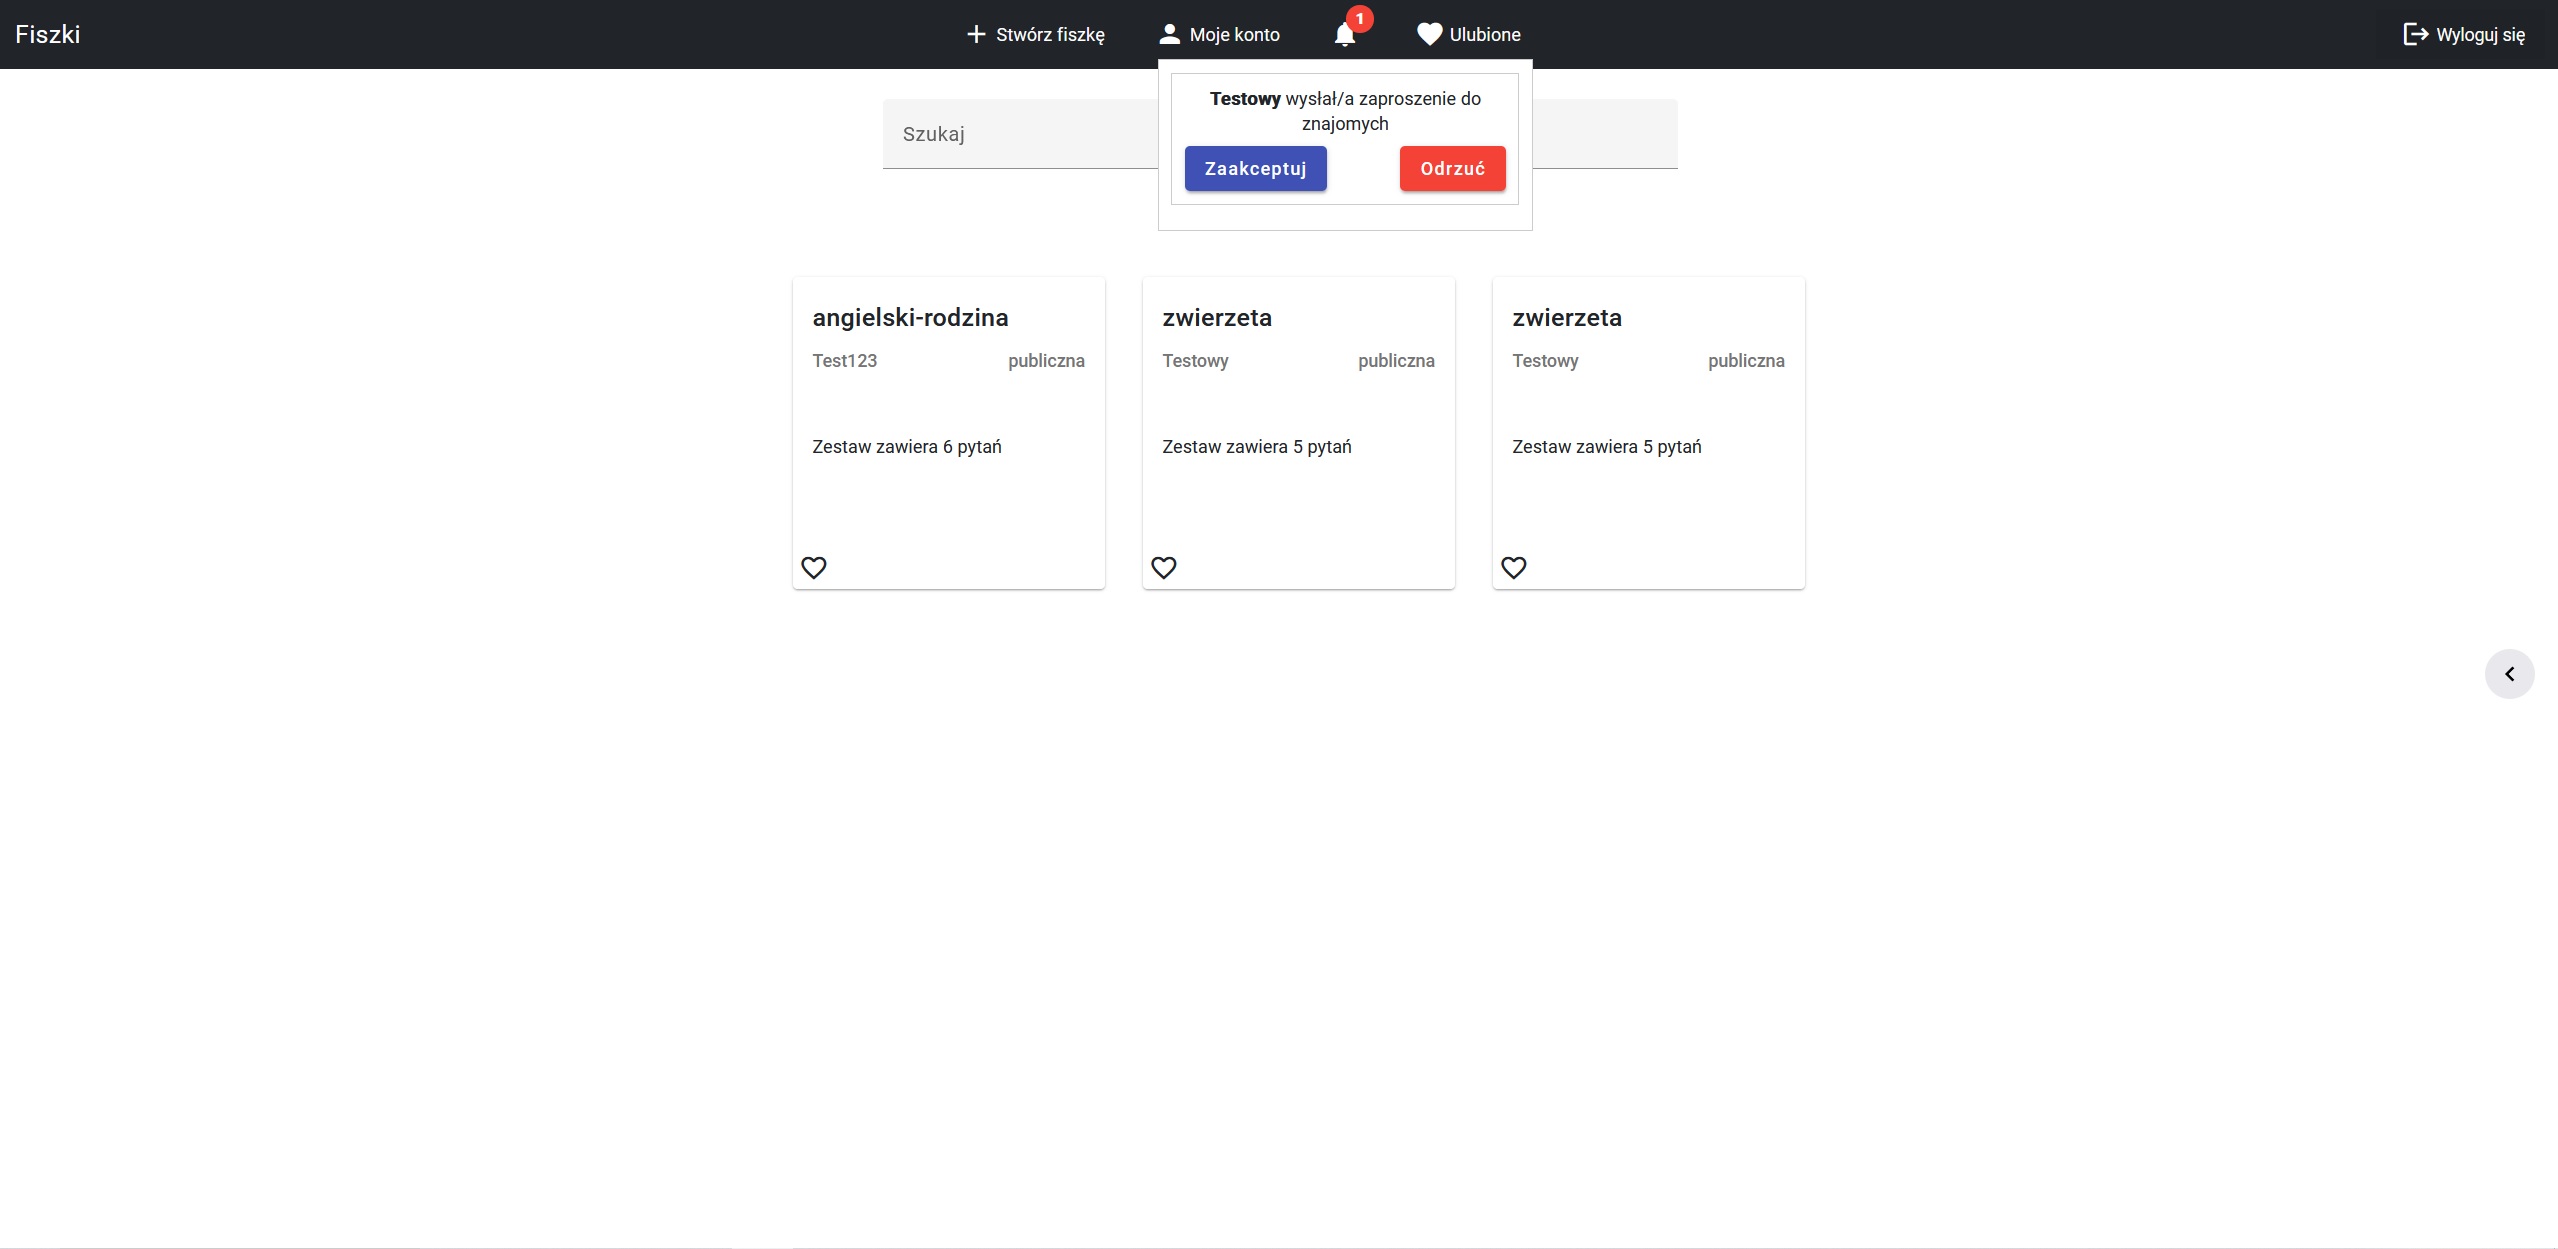 Fiszki
Stwórz fiszkę
Moje konto
1
Ulubione
Wyloguj się
Testowy wysłał/a zaproszenie do
znajomych
Zaakceptuj
Odrzuć
Szukaj
angielski-rodzina
Test123 publiczna
Zestaw zawiera 6 pytań
zwierzeta
Testowy publiczna
Zestaw zawiera 5 pytań
zwierzeta
Testowy publiczna
Zestaw zawiera 5 pytań